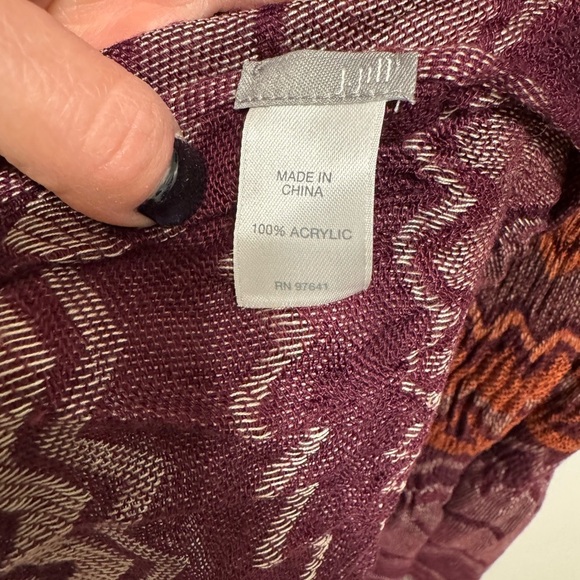 J.Jill
MADE IN
CHINA
100% ACRYLIC
RN 97641